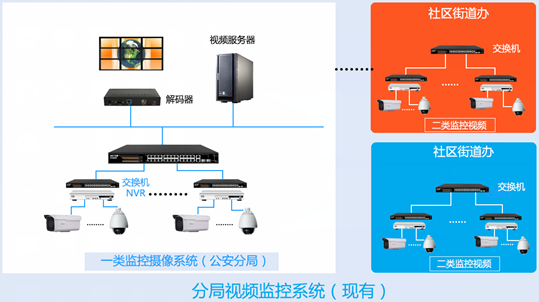 视频服务器
解码器
交换机
NVR
一类监控摄像系统（公安分局）
社区街道办
交换机
二类监控视频
社区街道办
交换机
二类监控视频
分局视频监控系统（现有）